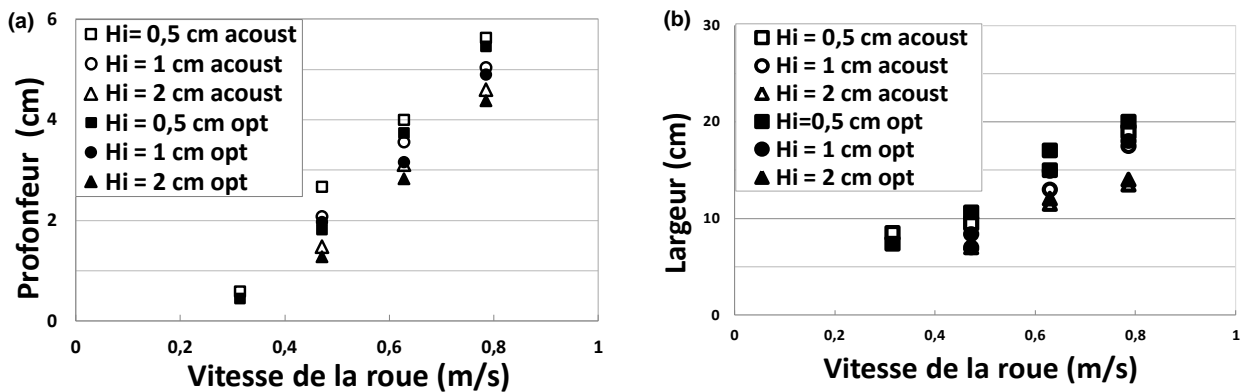 (a)
Profonfeur (cm)
6
4
2
0
Hi= 0,5 cm acoust
Hi = 1 cm acoust
Hi = 2 cm acoust
Hi = 0,5 cm opt
Hi = 1 cm opt
Hi = 2 cm opt
0 0,2 0,4 0,6 0,8 1
Vitesse de la roue (m/s)
(b)
Largeur (cm)
30
20
10
0
Hi = 0,5 cm acoust
Hi = 1 cm acoust
Hi = 2 cm acoust
Hi=0,5 cm opt
Hi = 1 cm opt
Hi = 2 cm opt
0 0,2 0,4 0,6 0,8 1
Vitesse de la roue (m/s)